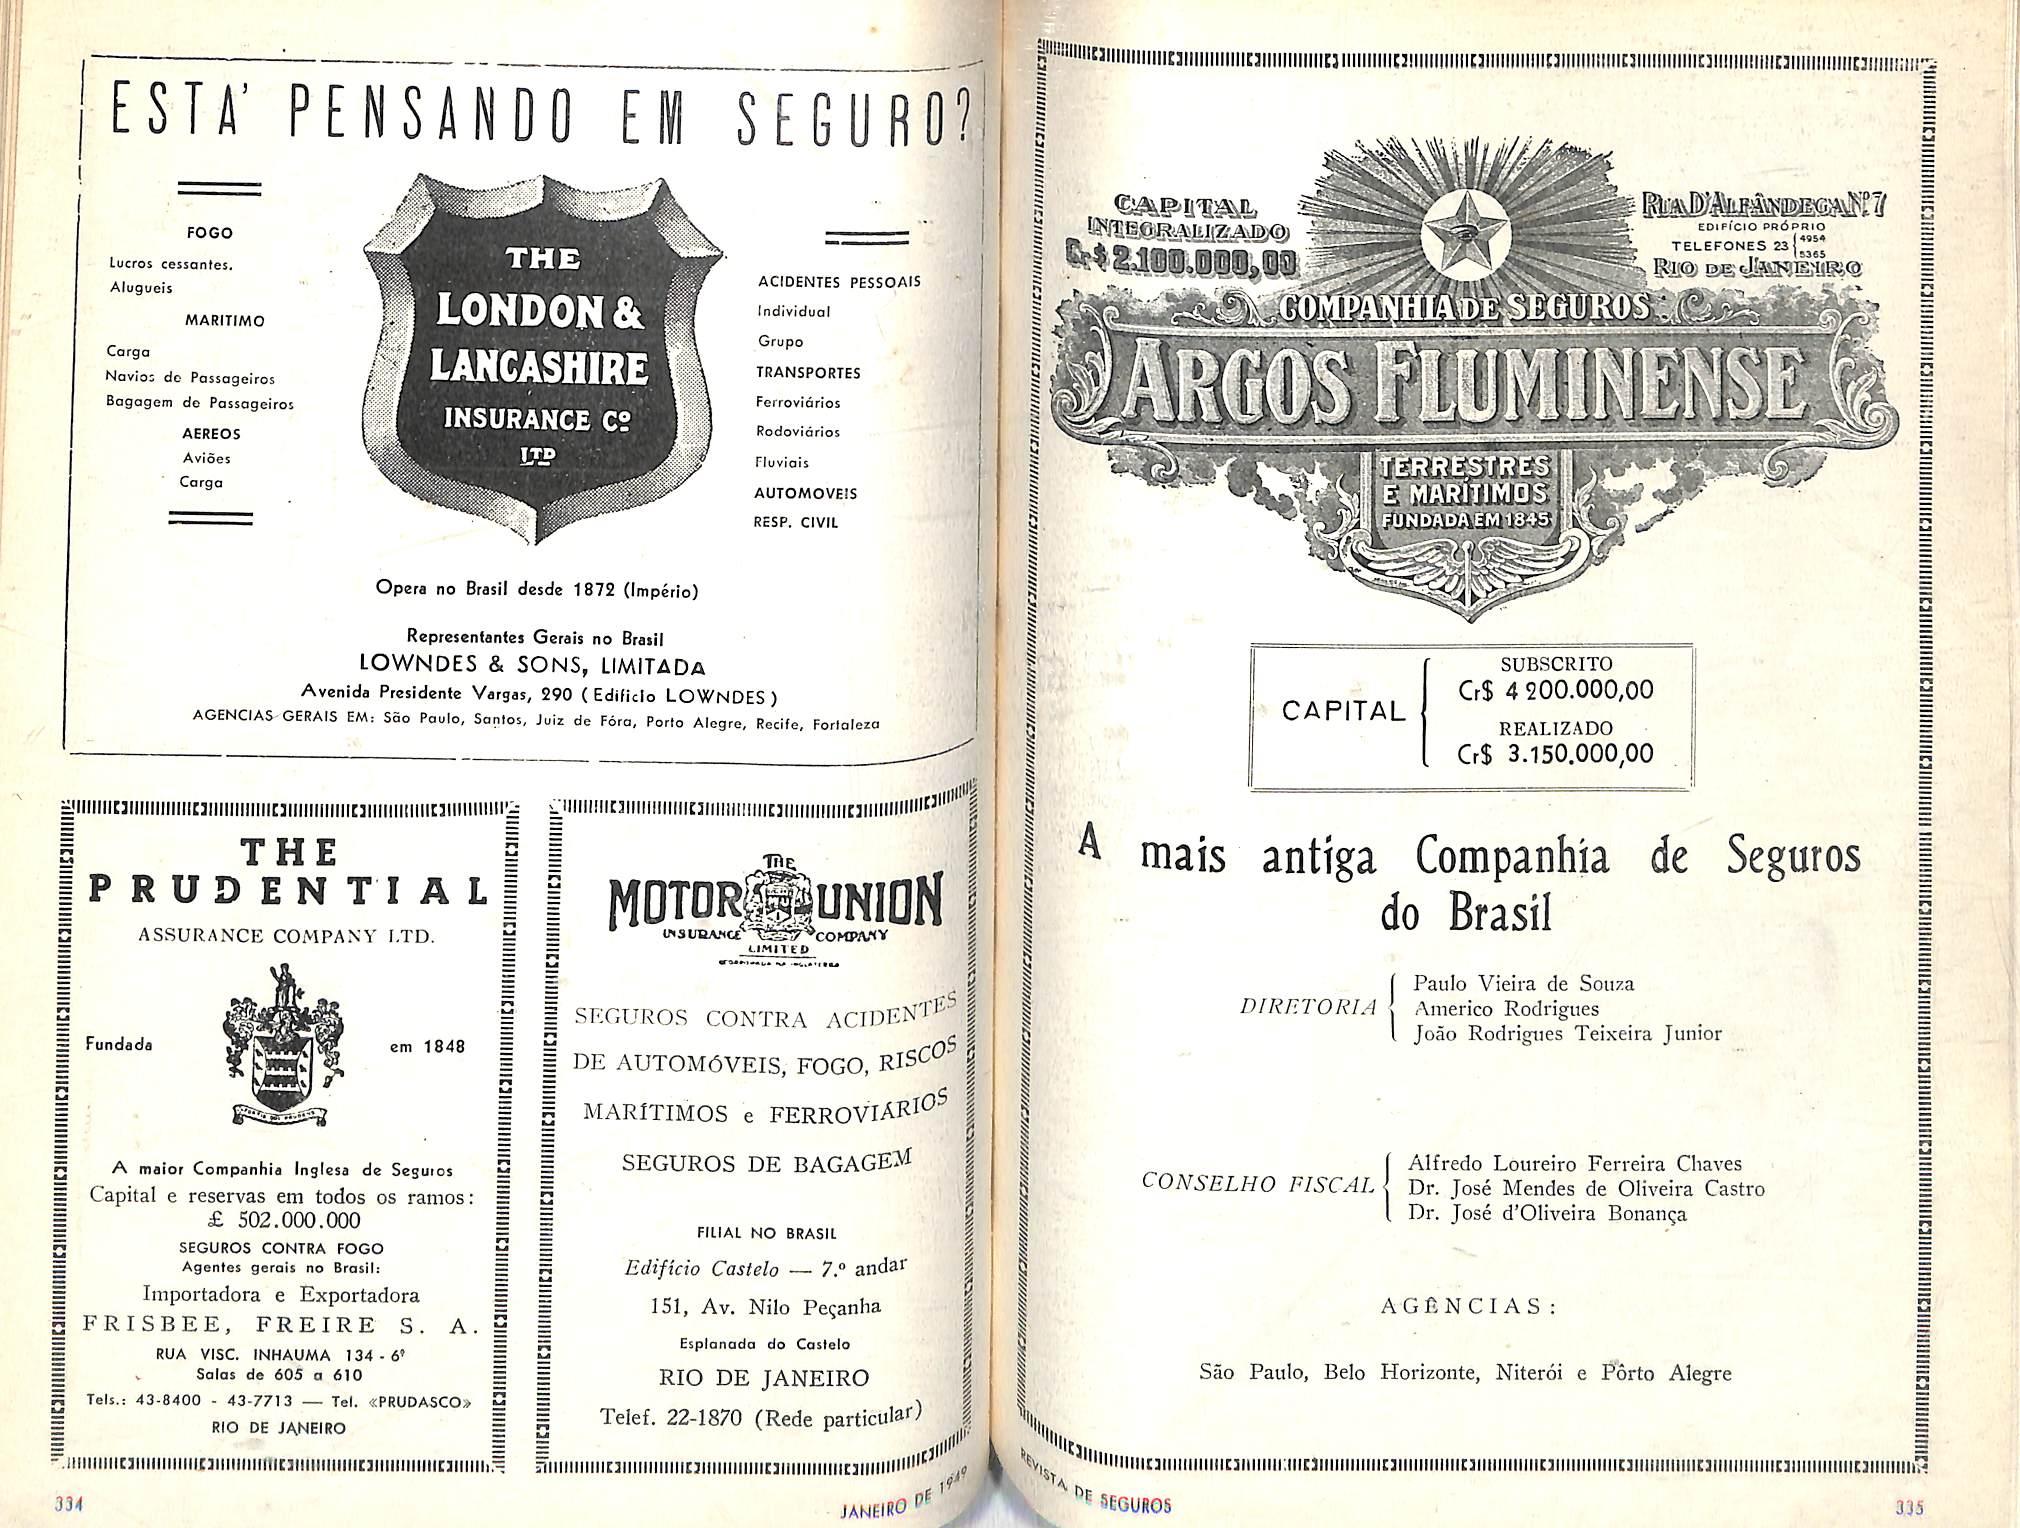 ESTA' PENSANDO EM SEGURO?
FOGO
Lucros cessantes.
Alugueis
MARITIMO
Carga
Navios de Passageiros
Bagagem de Passageiros
AEREOS
Aviões
Carga
THE
LONDON &
LANCASHIRE
INSURANCE Cº
LTD
ACIDENTES PESSOAIS
Individual
Grupo
TRANSPORTES
Ferroviários
Rodoviários
Fluviais
AUTOMOVEIS
RESP. CIVIL
Opera no Brasil desde 1872 (Império)
Representantes Gerais no Brasil
LOWNDES & SONS, LIMITADA
Avenida Presidente Vargas, 290 (Edificio LOWNDES)
AGENCIAS GERAIS EM: São Paulo, Santos, Juiz de Fóra, Porto Alegre, Recife, Fortaleza
THE
PRUDENTIAL
ASSURANCE COMPANY LTD.
Fundada em 1848
A maior Companhia Inglesa de Seguros
Capital e reservas em todos os ramos:
£ 502.000.000
SEGUROS CONTRA FOGO
Agentes gerais no Brasil:
Importadora e Exportadora
FRISBEE, FREIRE S. A.
RUA VISC. INHAUMA 134 - 6º
Salas de 605 a 610
Tels.: 43-8400 - 43-7713 — Tel. «PRUDASCO»
RIO DE JANEIRO
THE
MOTOR UNION
INSURANCE COMPANY
LIMITED
SEGUROS CONTRA ACIDENTES
DE AUTOMÓVEIS, FOGO, RISCOS
MARÍTIMOS e FERROVIÁRIOS
SEGUROS DE BAGAGEM
FILIAL NO BRASIL
Edifício Castelo — 7.º andar
151, Av. Nilo Peçanha
Esplanada do Castelo
RIO DE JANEIRO
Telef. 22-1870 (Rede particular)
334
JANEIRO DE 1949
CAPITAL
INTEGRALIZADO
Cr$ 2.100.000,00
RUA D'ALFÂNDEGA Nº 7
EDIFÍCIO PRÓPRIO
TELEFONES 23 { 4954
5365
RIO DE JANEIRO
COMPANHIA DE SEGUROS
ARGOS FLUMINENSE
TERRESTRES
E MARÍTIMOS
FUNDADA EM 1845
CAPITAL
SUBSCRITO
Cr$ 4 200.000,00
REALIZADO
Cr$ 3.150.000,00
A mais antiga Companhia de Seguros
do Brasil
DIRETORIA
Paulo Vieira de Souza
Americo Rodrigues
João Rodrigues Teixeira Junior
CONSELHO FISCAL
Alfredo Loureiro Ferreira Chaves
Dr. José Mendes de Oliveira Castro
Dr. José d'Oliveira Bonança
AGÊNCIAS:
São Paulo, Belo Horizonte, Niterói e Pôrto Alegre
REVISTA DE SEGUROS
335